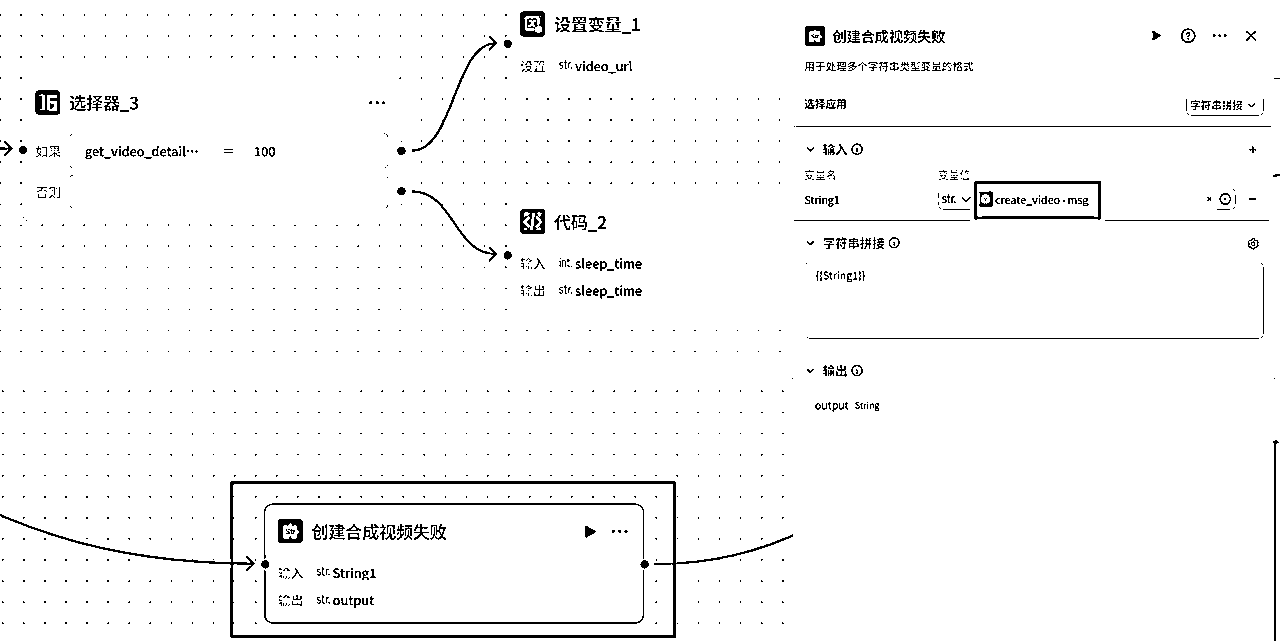 设置变量_1
设置 str. video_url
选择器_3
如果 get_video_detail… = 100
否则
代码_2
输入 int. sleep_time
输出 str. sleep_time
创建合成视频失败
输入 str. String1
输出 str. output
创建合成视频失败
用于处理多个字符串类型变量的格式
选择应用 字符串拼接
输入
变量名 变量值
String1 str. create_video - msg
字符串拼接
{{String1}}
输出
output String